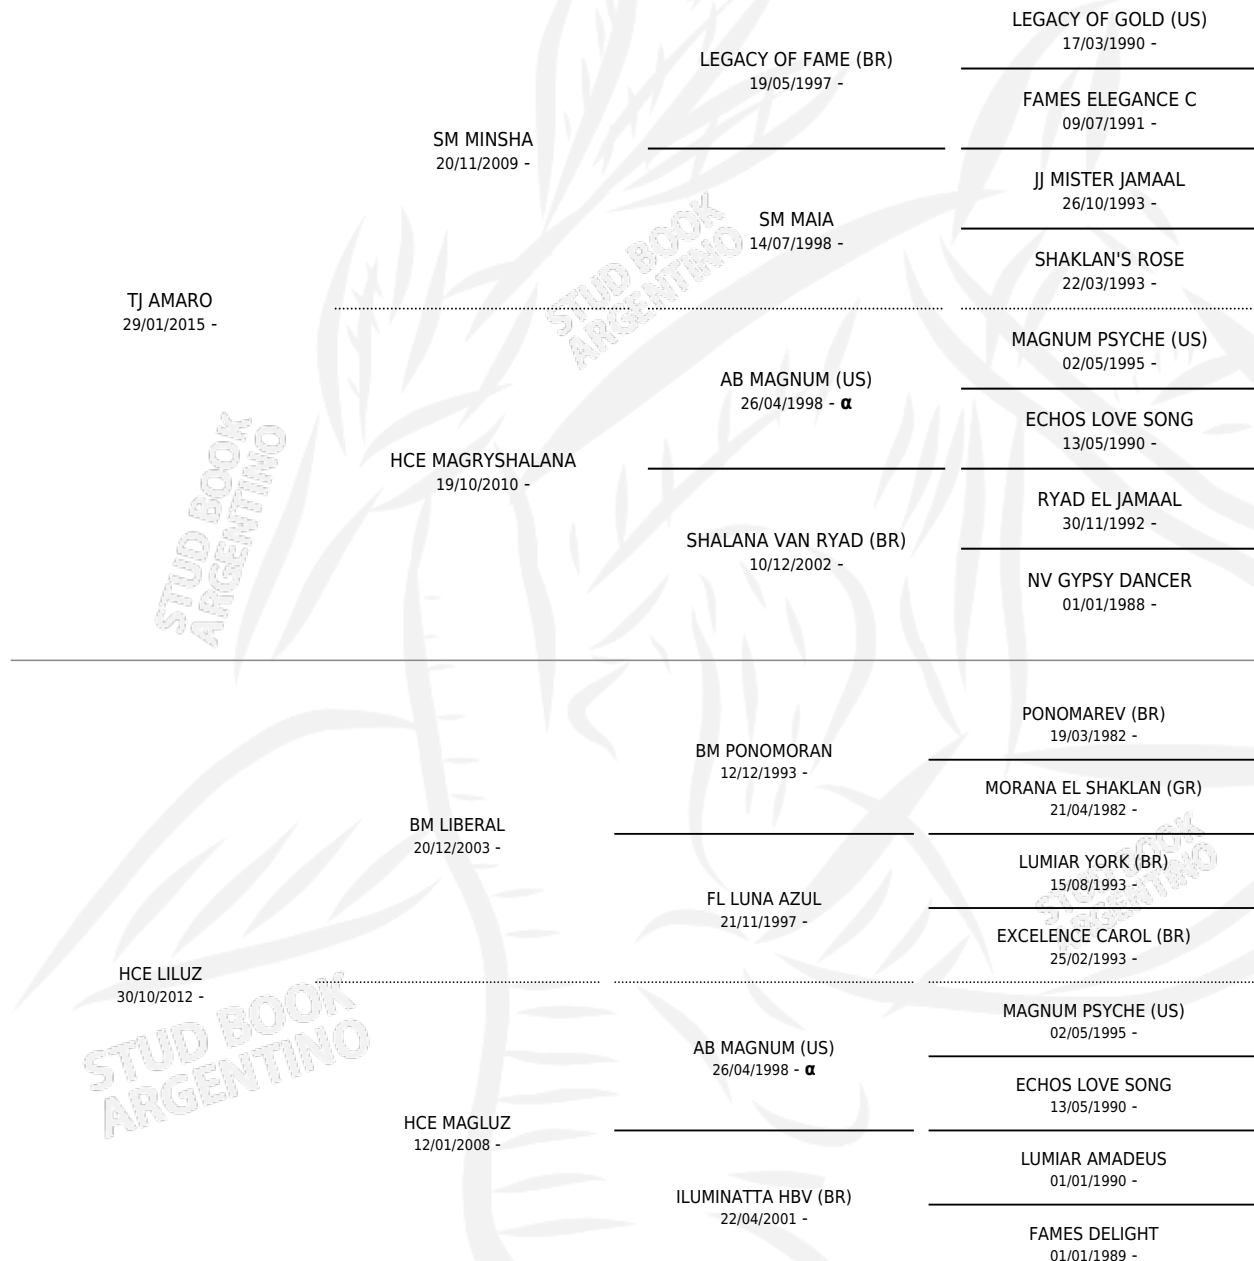 LEGACY OF GOLD (US)
17/03/1990 -
LEGACY OF FAME (BR)
19/05/1997 -
FAMES ELEGANCE C
09/07/1991 -
SM MINSHA
20/11/2009 -
JJ MISTER JAMAAL
26/10/1993 -
SM MAIA
14/07/1998 -
SHAKLAN'S ROSE
22/03/1993 -
TJ AMARO
29/01/2015 -
MAGNUM PSYCHE (US)
02/05/1995 -
AB MAGNUM (US)
26/04/1998 - α
ECHOS LOVE SONG
13/05/1990 -
HCE MAGRYSHALANA
19/10/2010 -
RYAD EL JAMAAL
30/11/1992 -
SHALANA VAN RYAD (BR)
10/12/2002 -
NV GYPSY DANCER
01/01/1988 -
STUD BOOK
ARGENTINO
STUD BOOK
ARGENTINO
PONOMAREV (BR)
19/03/1982 -
BM PONOMORAN
12/12/1993 -
MORANA EL SHAKLAN (GR)
21/04/1982 -
BM LIBERAL
20/12/2003 -
LUMIAR YORK (BR)
15/08/1993 -
FL LUNA AZUL
21/11/1997 -
EXCELENCE CAROL (BR)
25/02/1993 -
HCE LILUZ
30/10/2012 -
MAGNUM PSYCHE (US)
02/05/1995 -
AB MAGNUM (US)
26/04/1998 - α
ECHOS LOVE SONG
13/05/1990 -
HCE MAGLUZ
12/01/2008 -
LUMIAR AMADEUS
01/01/1990 -
ILUMINATTA HBV (BR)
22/04/2001 -
FAMES DELIGHT
01/01/1989 -
STUD BOOK
ARGENTINO
STUD BOOK
ARGENTINO